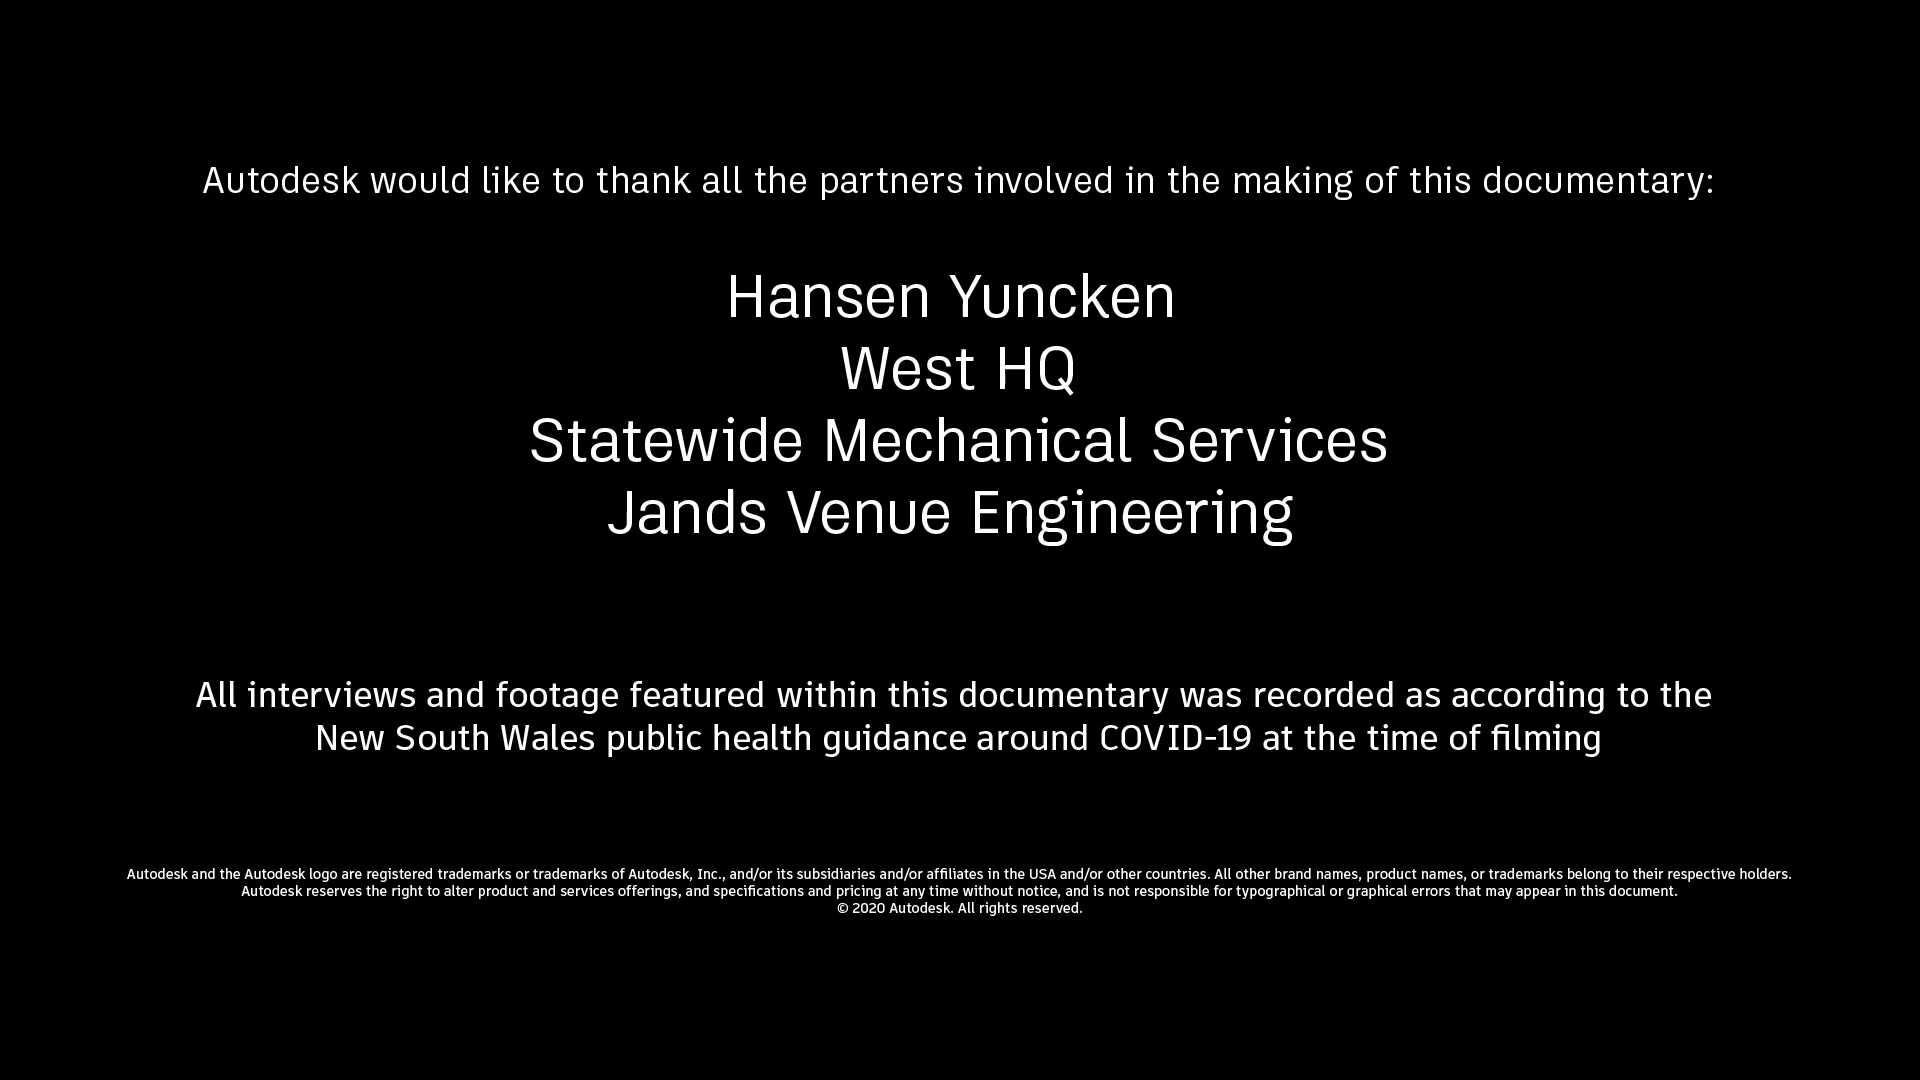 Autodesk would like to thank all the partners involved in the making of this documentary:
Hansen Yuncken
West HQ
Statewide Mechanical Services
Jands Venue Engineering
All interviews and footage featured within this documentary was recorded as according to the
New South Wales public health guidance around COVID-19 at the time of filming
Autodesk and the Autodesk logo are registered trademarks or trademarks of Autodesk, Inc., and/or its subsidiaries and/or affiliates in the USA and/or other countries. All other brand names, product names, or trademarks belong to their respective holders.
Autodesk reserves the right to alter product and services offerings, and specifications and pricing at any time without notice, and is not responsible for typographical or graphical errors that may appear in this document.
© 2020 Autodesk. All rights reserved.